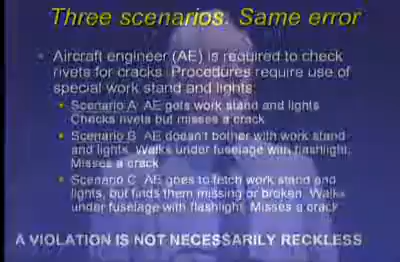 Three scenarios. Same error
Aircraft engineer (AE) is required to check
rivets for cracks. Procedures require use of
special work stand and lights:
Scenario A: AE gets work stand and lights.
Checks rivets but misses a crack
Scenario B: AE doesn't bother with work stand
and lights. Walks under fuselage with flashlight.
Misses a crack
Scenario C: AE goes to fetch work stand and
lights, but finds them missing or broken. Walks
under fuselage with flashlight. Misses a crack
A VIOLATION IS NOT NECESSARILY RECKLESS